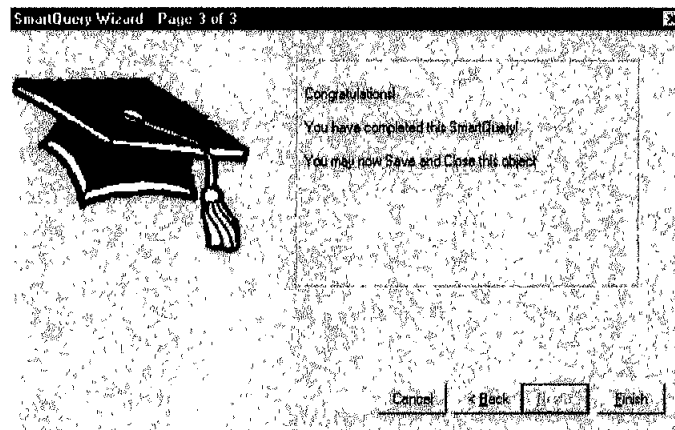 SmartQuery Wizard Page 3 of 3
Congratulations!
You have completed this SmartQuery!
You may now Save and Close this object
Cancel < Back Next > Finish